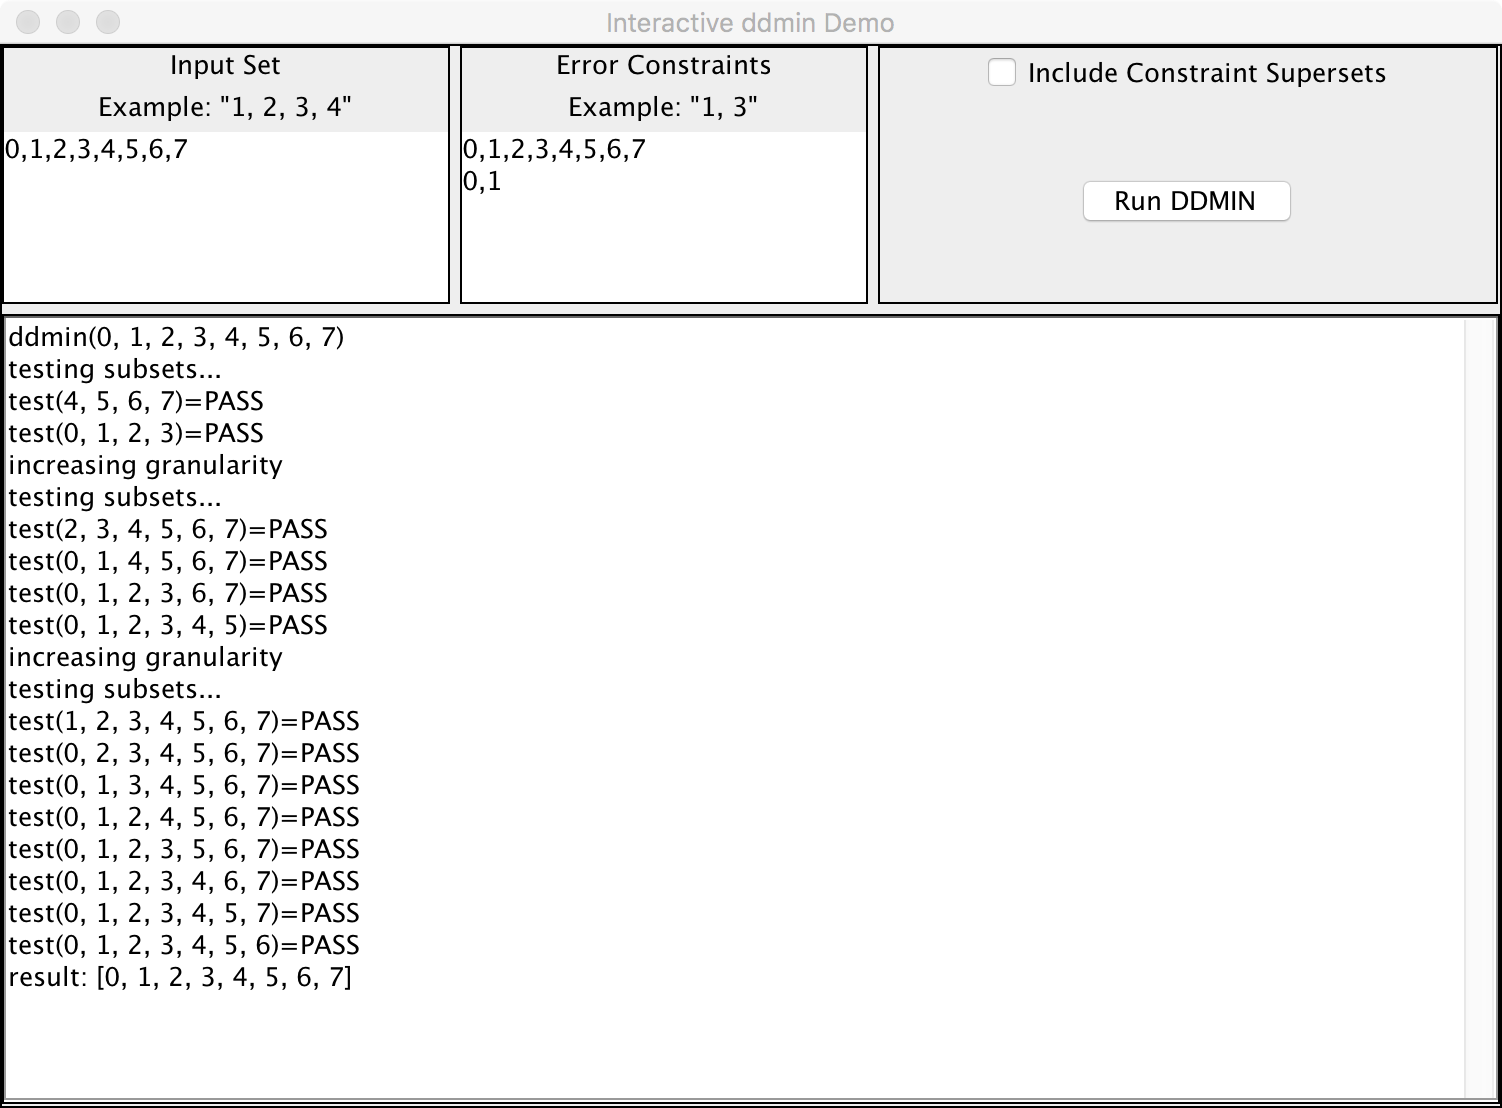 Interactive ddmin Demo
Input Set
Example: "1, 2, 3, 4"
0,1,2,3,4,5,6,7
Error Constraints
Example: "1, 3"
0,1,2,3,4,5,6,7
0,1
Include Constraint Supersets
Run DDMIN
ddmin(0, 1, 2, 3, 4, 5, 6, 7)
testing subsets...
test(4, 5, 6, 7)=PASS
test(0, 1, 2, 3)=PASS
increasing granularity
testing subsets...
test(2, 3, 4, 5, 6, 7)=PASS
test(0, 1, 4, 5, 6, 7)=PASS
test(0, 1, 2, 3, 6, 7)=PASS
test(0, 1, 2, 3, 4, 5)=PASS
increasing granularity
testing subsets...
test(1, 2, 3, 4, 5, 6, 7)=PASS
test(0, 2, 3, 4, 5, 6, 7)=PASS
test(0, 1, 3, 4, 5, 6, 7)=PASS
test(0, 1, 2, 4, 5, 6, 7)=PASS
test(0, 1, 2, 3, 5, 6, 7)=PASS
test(0, 1, 2, 3, 4, 6, 7)=PASS
test(0, 1, 2, 3, 4, 5, 7)=PASS
test(0, 1, 2, 3, 4, 5, 6)=PASS
result: [0, 1, 2, 3, 4, 5, 6, 7]